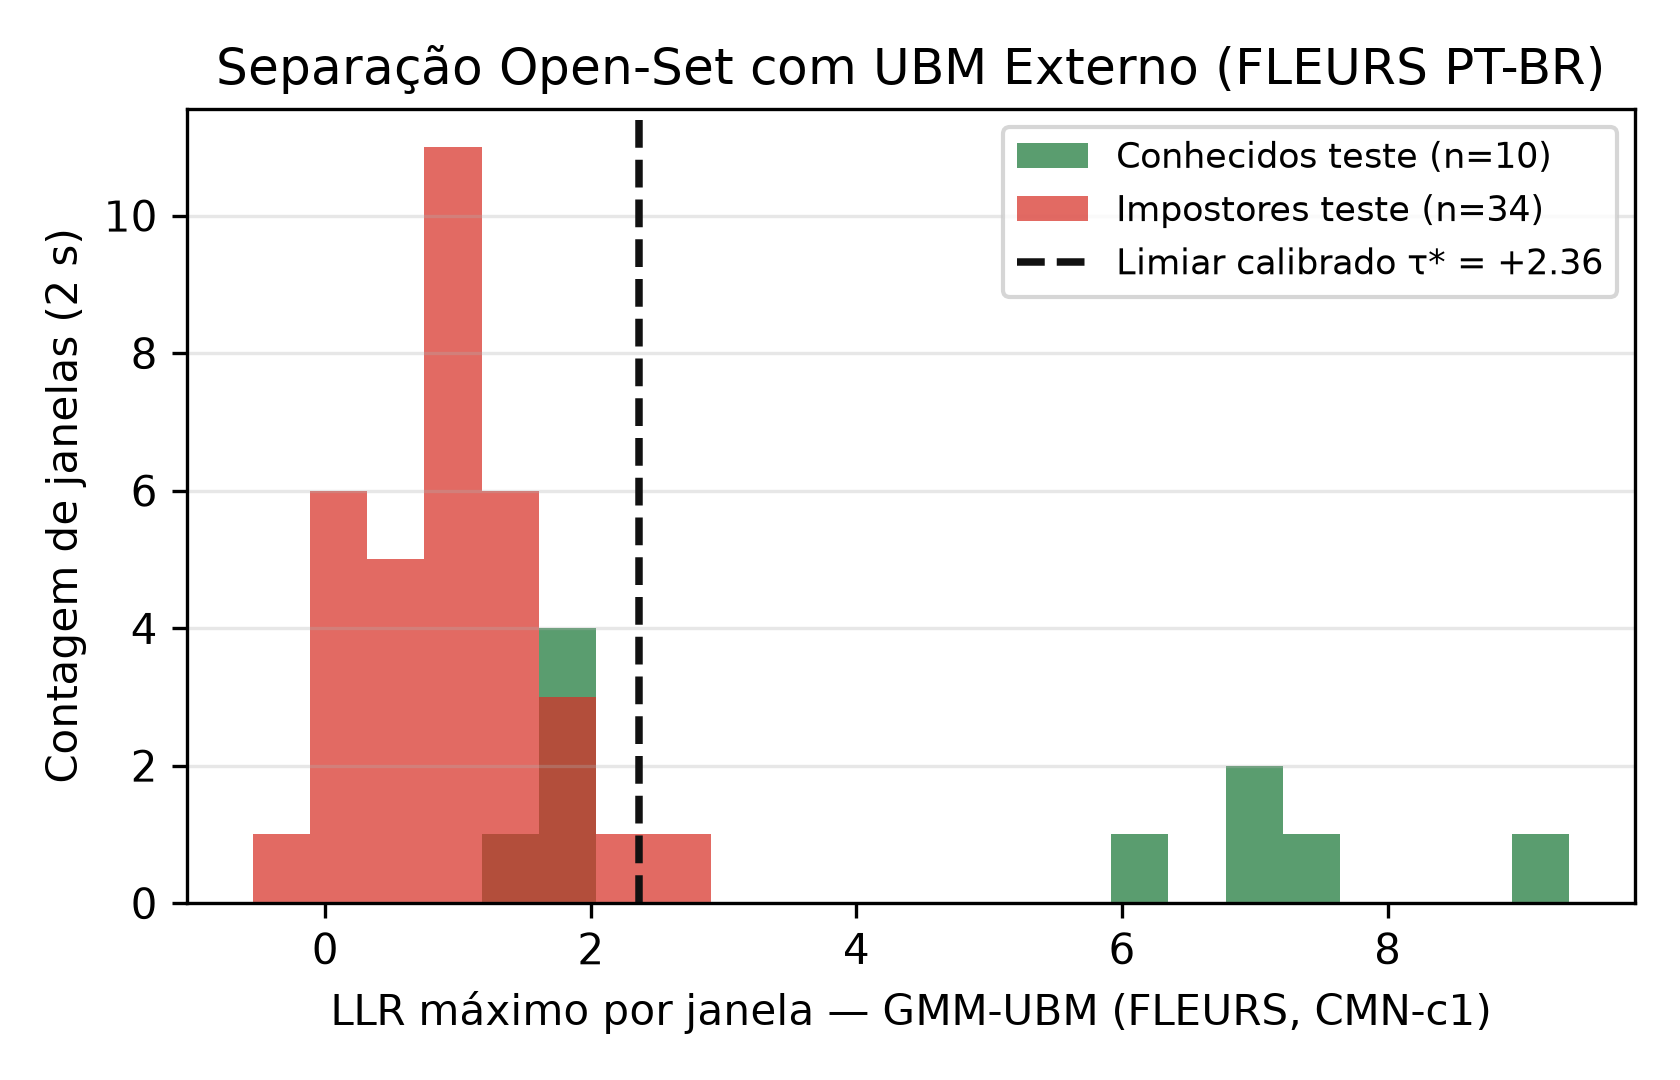 Separação Open-Set com UBM Externo (FLEURS PT-BR)
Conhecidos teste (n=10)
Impostores teste (n=34)
Limiar calibrado τ* = +2.36
Contagem de janelas (2 s)
10
8
6
4
2
0
0 2 4 6 8
LLR máximo por janela — GMM-UBM (FLEURS, CMN-c1)